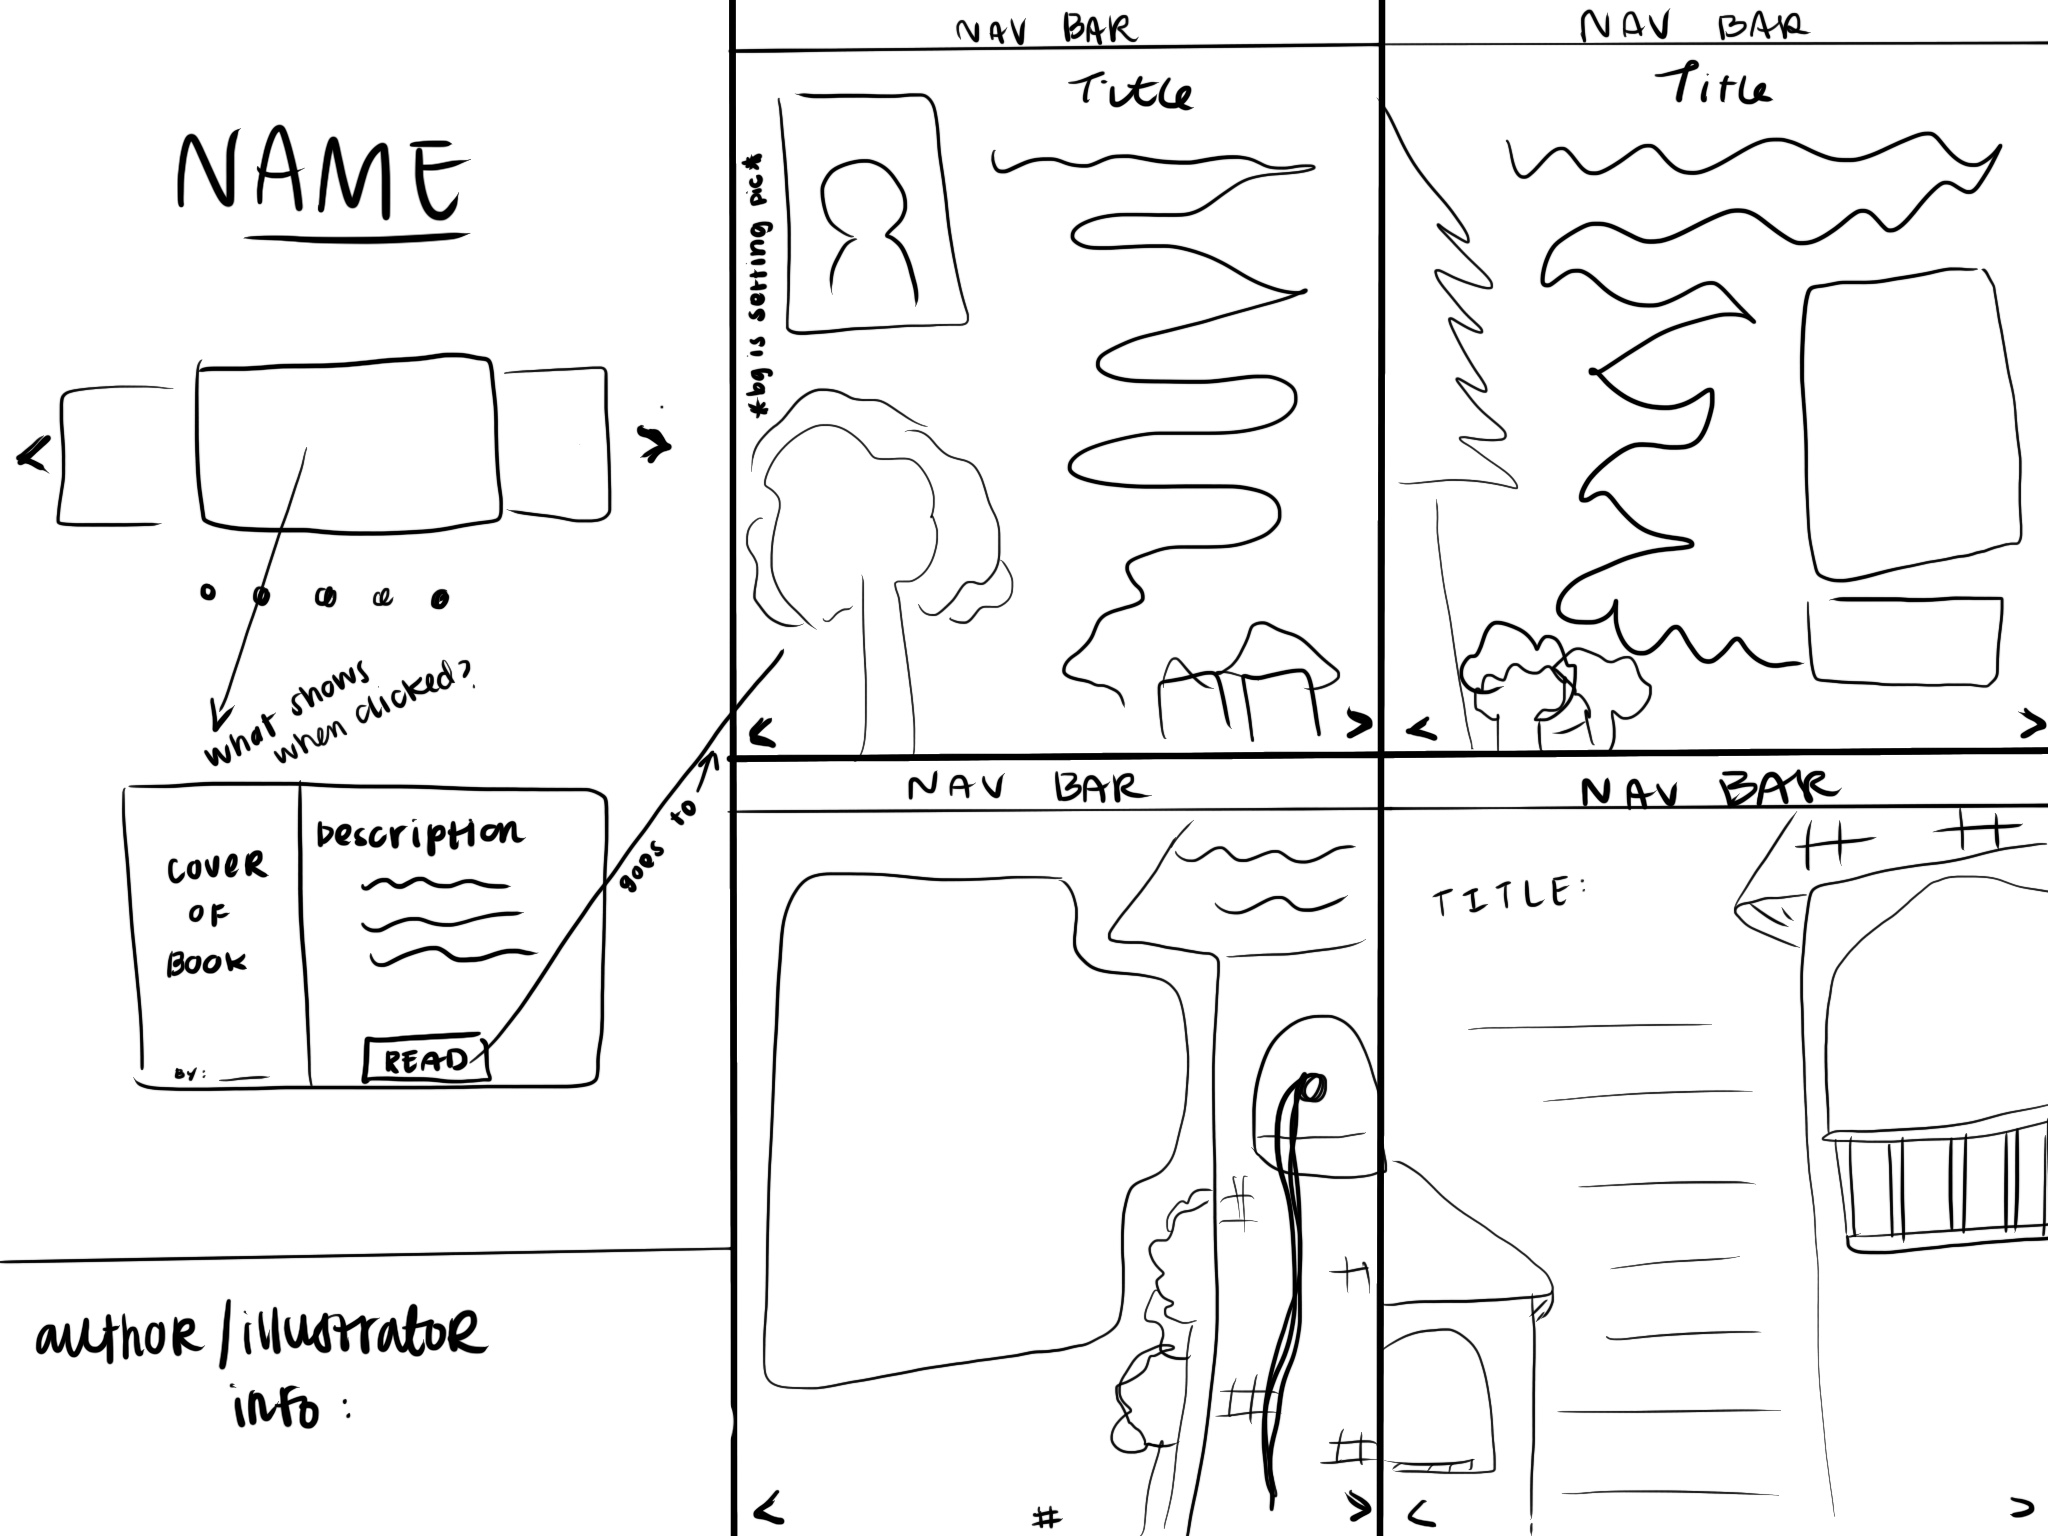 NAME
<
>
what shows
when clicked?
COVER
OF
BOOK
BY:
Description
READ
goes to
author/illustrator
info:
NAV BAR
Title
*bg is setting pic*
<
>
NAV BAR
Title
<
>
NAV BAR
<
#
>
NAV BAR
TITLE:
<
>